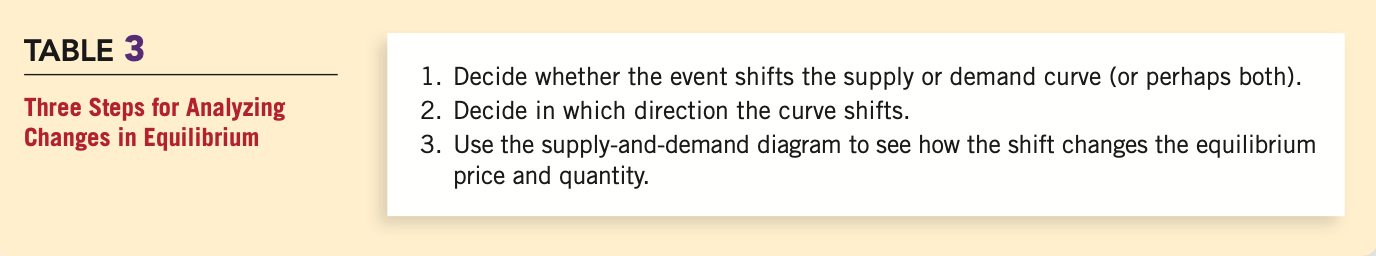 TABLE 3
Three Steps for Analyzing
Changes in Equilibrium
1. Decide whether the event shifts the supply or demand curve (or perhaps both).
2. Decide in which direction the curve shifts.
3. Use the supply-and-demand diagram to see how the shift changes the equilibrium
price and quantity.